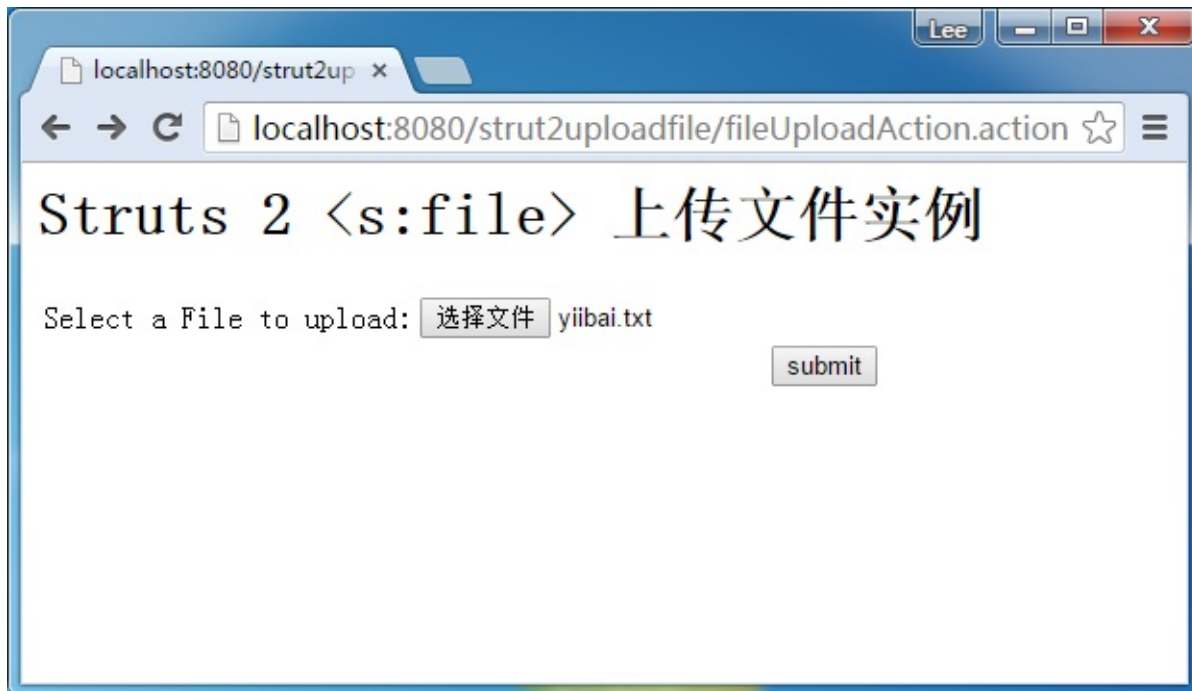 Lee
localhost:8080/strut2up
localhost:8080/strut2uploadfile/fileUploadAction.action
Struts 2 <s:file> 上传文件实例
Select a File to upload: 选择文件 yiibai.txt
submit